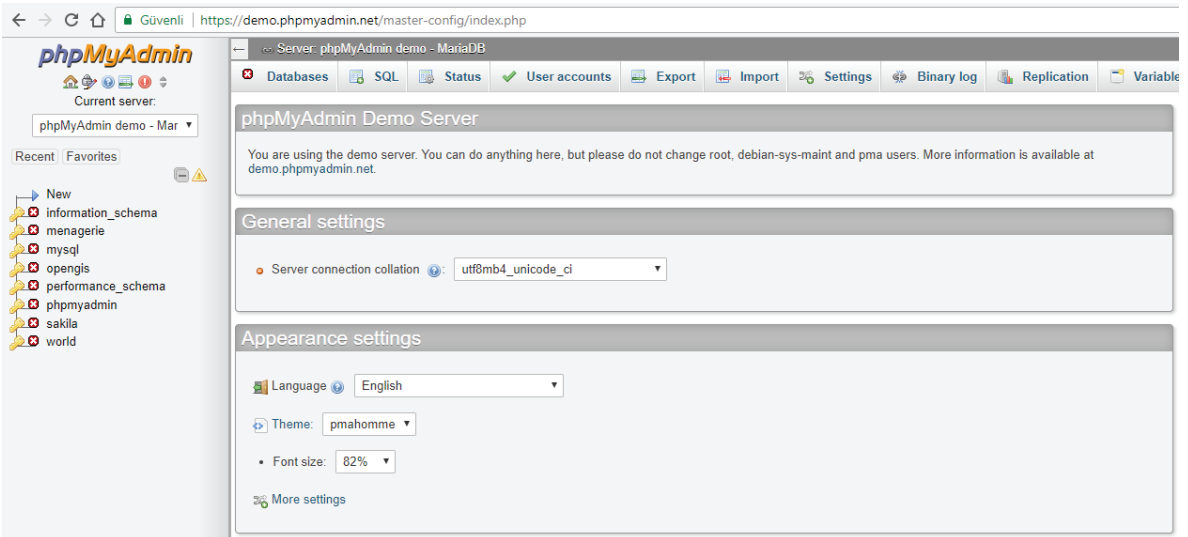 Güvenli | https://demo.phpmyadmin.net/master-config/index.php
phpMyAdmin
Current server:
phpMyAdmin demo - Mar
Recent Favorites
New
information_schema
menagerie
mysql
opengis
performance_schema
phpmyadmin
sakila
world
Server: phpMyAdmin demo - MariaDB
Databases SQL Status User accounts Export Import Settings Binary log Replication Variable
phpMyAdmin Demo Server
You are using the demo server. You can do anything here, but please do not change root, debian-sys-maint and pma users. More information is available at
demo.phpmyadmin.net.
General settings
Server connection collation : utf8mb4_unicode_ci
Appearance settings
Language English
Theme: pmahomme
Font size: 82%
More settings